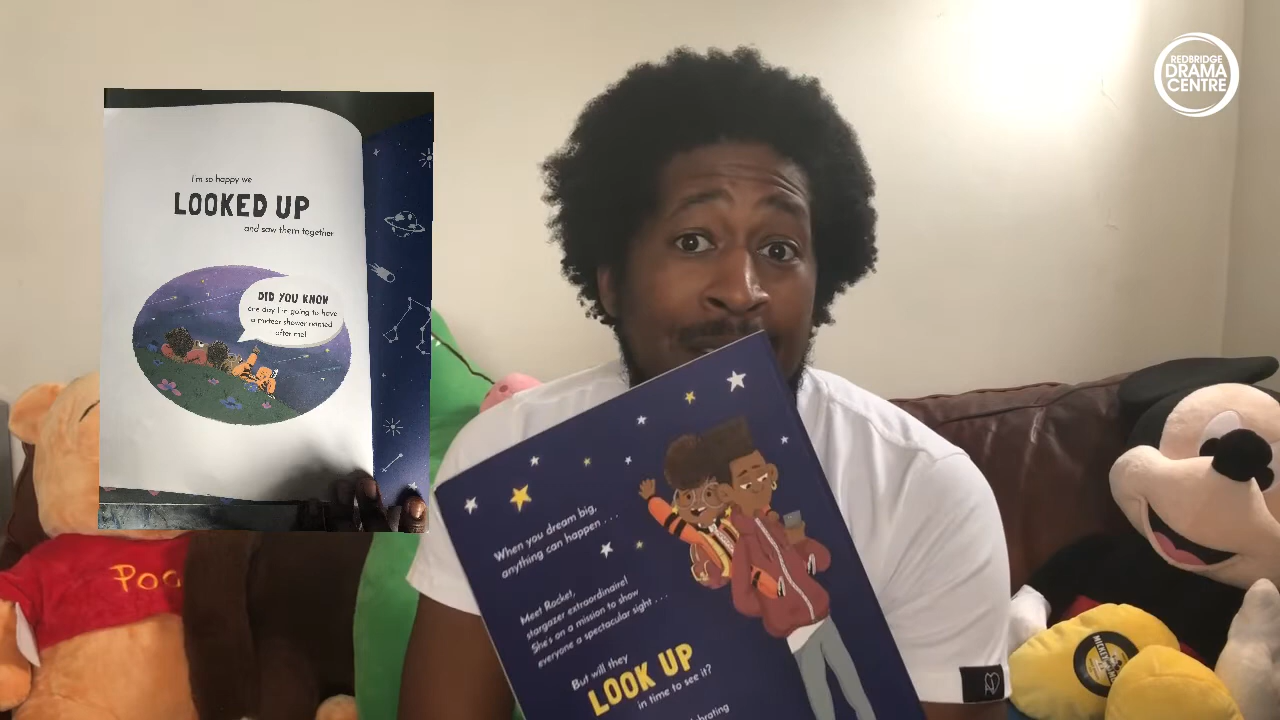 REDBRIDGE
DRAMA
CENTRE
I'm so happy we
LOOKED UP
and saw them together
DID YOU KNOW
one day I'm going to have
a meteor shower named
after me!
When you dream big,
anything can happen . . .
Meet Rocket,
stargazer extraordinaire!
She's on a mission to show
everyone a spectacular sight . . .
But will they
LOOK UP
in time to see it?
Poo